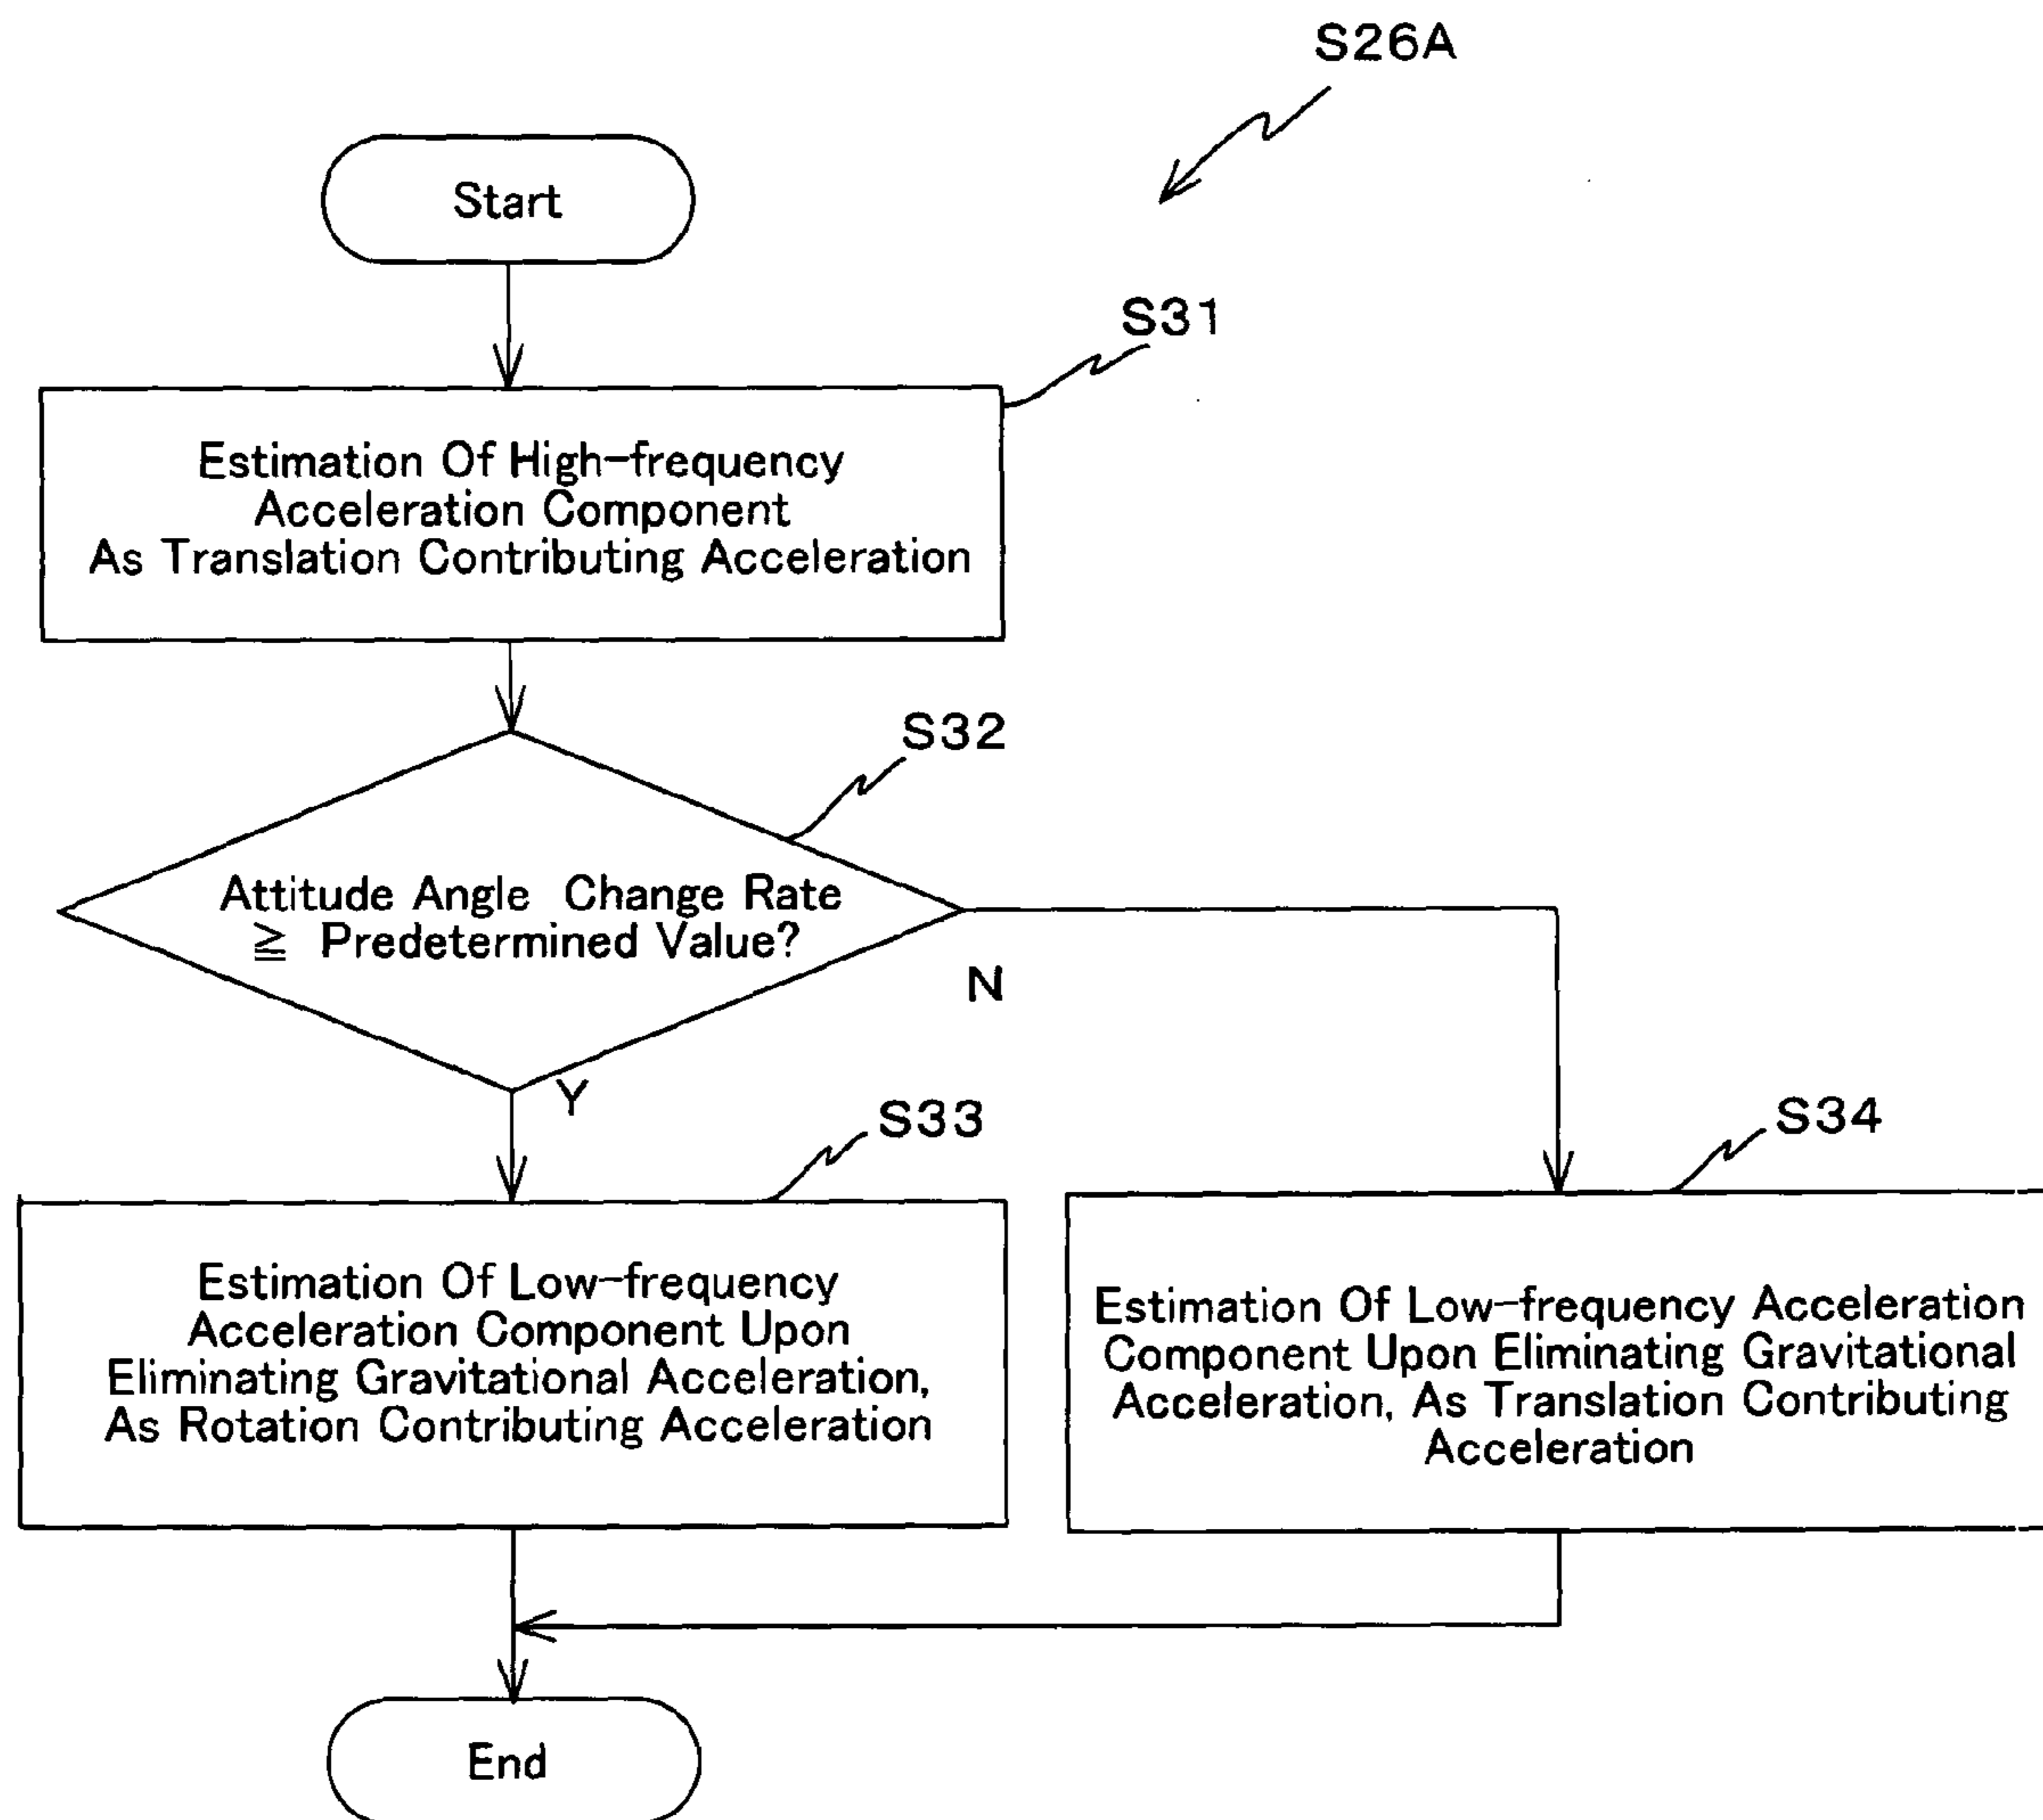 S26A
Start
S31
Estimation Of High-frequency
Acceleration Component
As Translation Contributing Acceleration
S32
Attitude Angle Change Rate
≧ Predetermined Value?
N
Y
S33
Estimation Of Low-frequency
Acceleration Component Upon
Eliminating Gravitational Acceleration,
As Rotation Contributing Acceleration
S34
Estimation Of Low-frequency Acceleration
Component Upon Eliminating Gravitational
Acceleration, As Translation Contributing
Acceleration
End